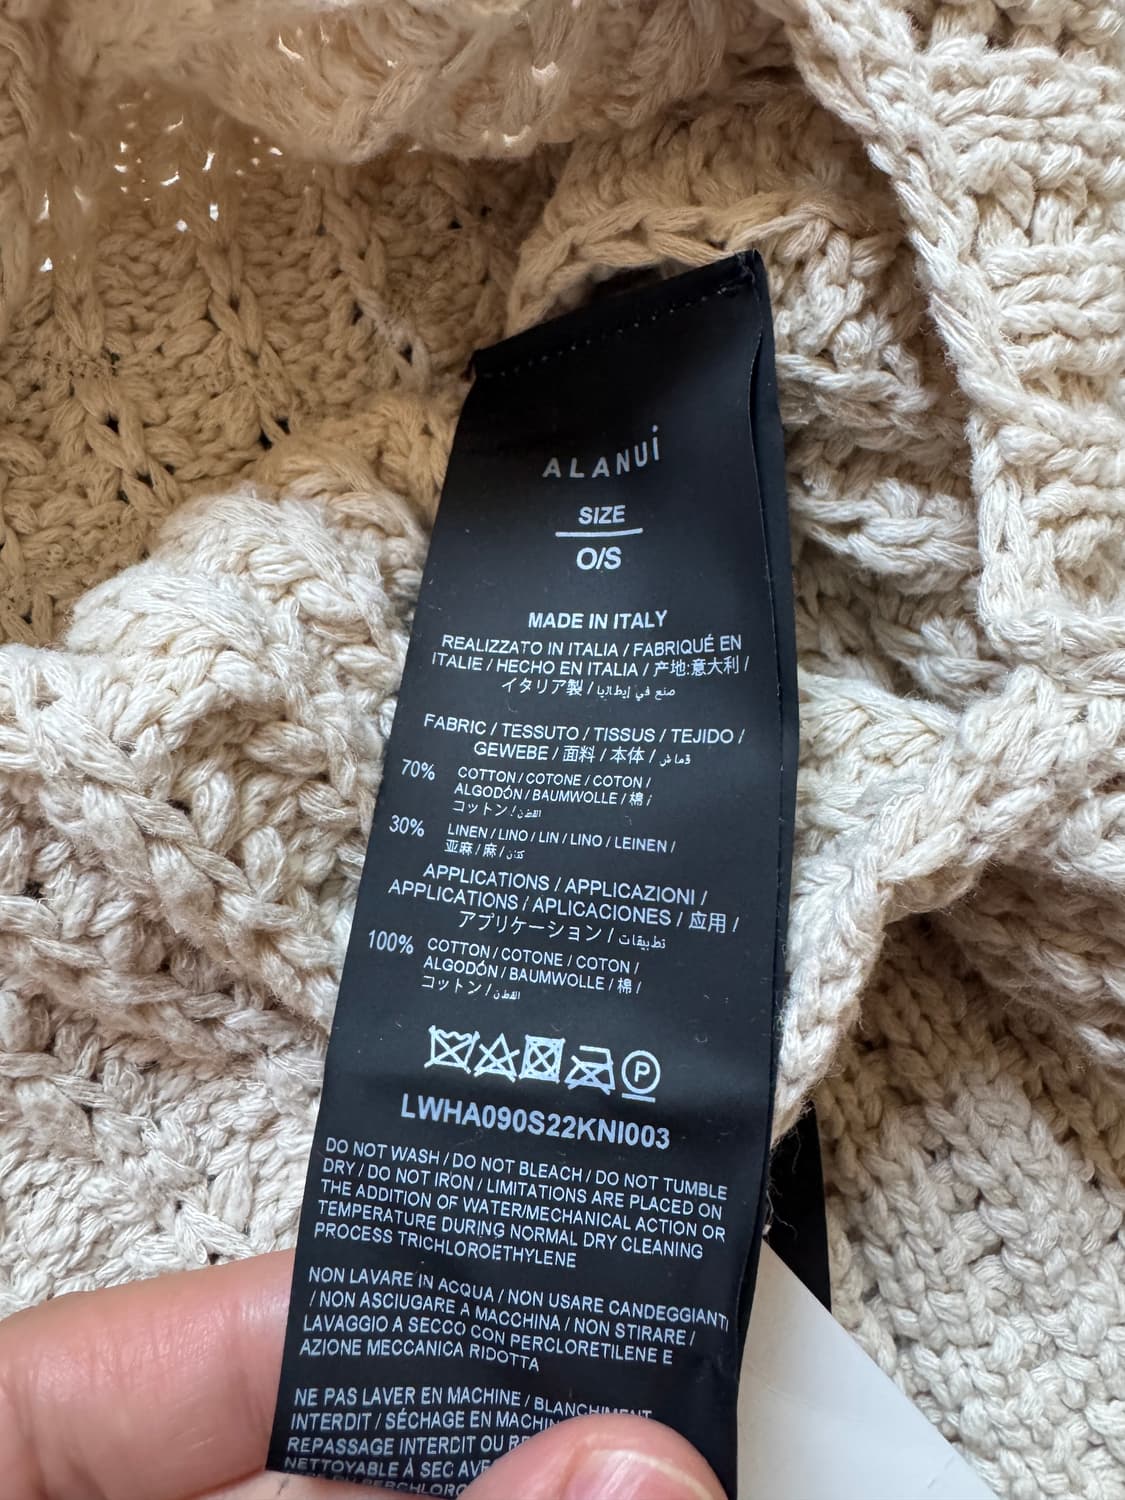 ALANUi
SIZE
O/S
MADE IN ITALY
REALIZZATO IN ITALIA / FABRIQUÉ EN
ITALIE / HECHO EN ITALIA / 产地:意大利 /
イタリア製 / صنع في إيطاليا
FABRIC / TESSUTO / TISSUS / TEJIDO /
GEWEBE / 面料 / 本体 / قماش
70% COTTON / COTONE / COTON /
ALGODÓN / BAUMWOLLE / 棉 /
コットン / القطن
30% LINEN / LINO / LIN / LINO / LEINEN /
亚麻 / 麻 / كتان
APPLICATIONS / APPLICAZIONI /
APPLICATIONS / APLICACIONES / 应用 /
アプリケーション / تطبيقات
100% COTTON / COTONE / COTON /
ALGODÓN / BAUMWOLLE / 棉 /
コットン / القطن
P
LWHA090S22KNI003
DO NOT WASH / DO NOT BLEACH / DO NOT TUMBLE
DRY / DO NOT IRON / LIMITATIONS ARE PLACED ON
THE ADDITION OF WATER/MECHANICAL ACTION OR
TEMPERATURE DURING NORMAL DRY CLEANING
PROCESS TRICHLOROETHYLENE
NON LAVARE IN ACQUA / NON USARE CANDEGGIANTI
/ NON ASCIUGARE A MACCHINA / NON STIRARE /
LAVAGGIO A SECCO CON PERCLORETILENE E
AZIONE MECCANICA RIDOTTA
NE PAS LAVER EN MACHINE / BLANCHIMENT
INTERDIT / SÉCHAGE EN MACHIN
REPASSAGE INTERDIT OU
NETTOYABLE À SEC AVE